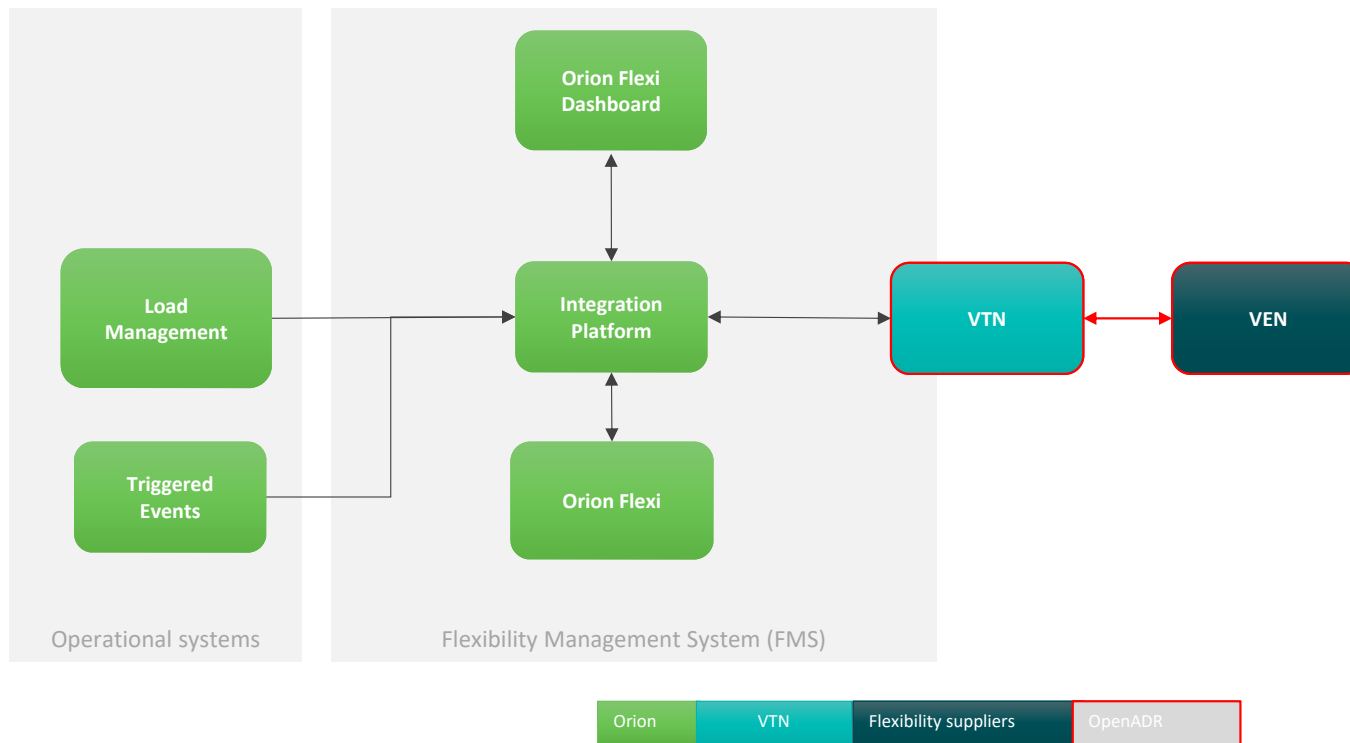 Orion Flexi
Dashboard
Load
Management
Integration
Platform
VTN
VEN
Triggered
Events
Orion Flexi
Operational systems
Flexibility Management System (FMS)
Orion
VTN
Flexibility suppliers
OpenADR